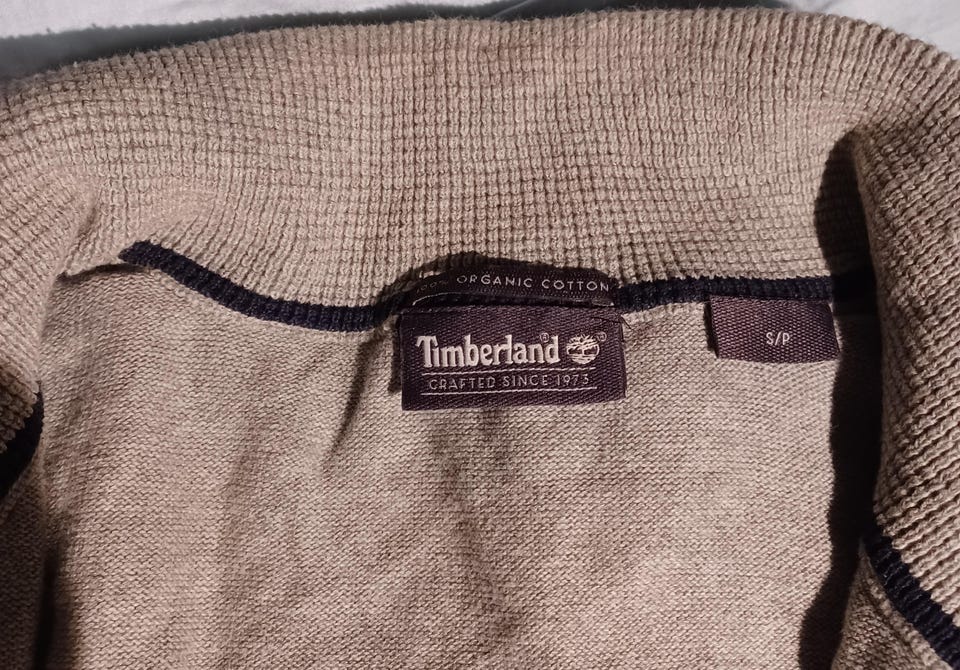 ORGANIC COTTON
Timberland®
CRAFTED SINCE 1973
S/P